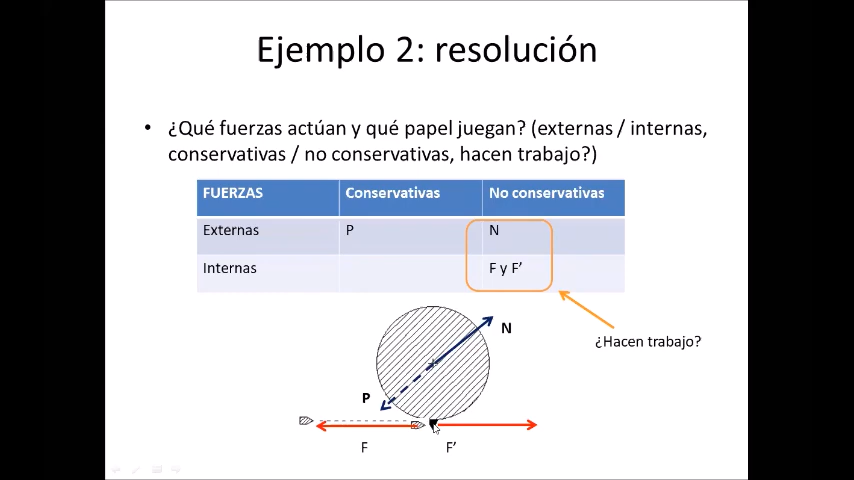 Ejemplo 2: resolución
• ¿Qué fuerzas actúan y qué papel juegan? (externas / internas,
conservativas / no conservativas, hacen trabajo?)
FUERZAS Conservativas No conservativas
Externas P N
Internas F y F’
¿Hacen trabajo?
N
P
F F’